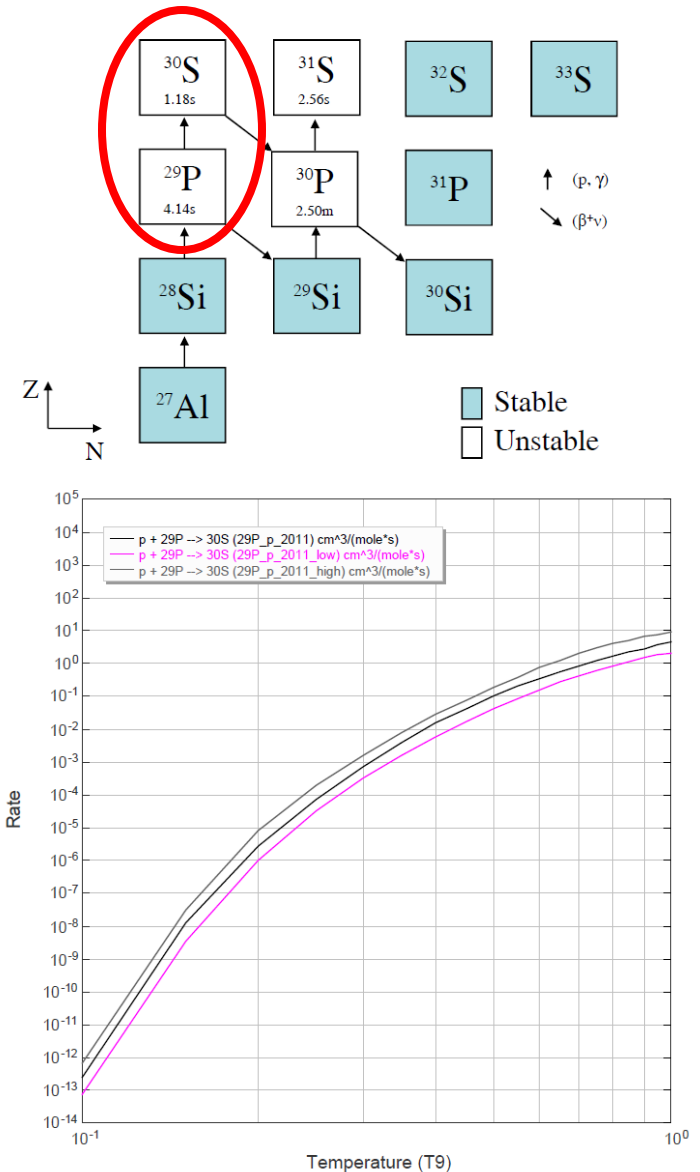 30S 31S 32S 33S
1.18s 2.56s
29P 30P 31P
4.14s 2.50m
(p, γ)
(β+ν)
28Si 29Si 30Si
27Al
Z
N
Stable
Unstable
p + 29P --> 30S (29P_p_2011) cm^3/(mole*s)
p + 29P --> 30S (29P_p_2011_low) cm^3/(mole*s)
p + 29P --> 30S (29P_p_2011_high) cm^3/(mole*s)
10^5
10^4
10^3
10^2
10^1
10^0
10^-1
10^-2
10^-3
10^-4
10^-5
10^-6
10^-7
10^-8
10^-9
10^-10
10^-11
10^-12
10^-13
10^-14
Rate
10^-1 10^0
Temperature (T9)